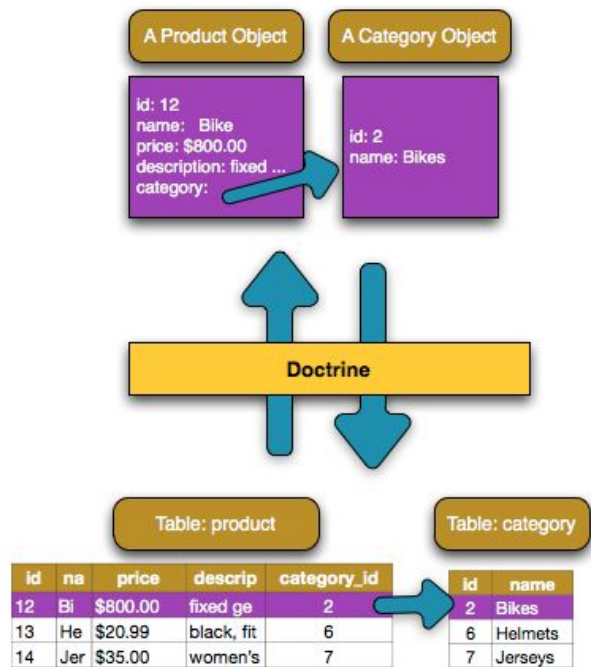 A Product Object
A Category Object
id: 12
name: Bike
price: $800.00
description: fixed ...
category:
id: 2
name: Bikes
Doctrine
Table: product
Table: category
id na price descrip category_id
12 Bi $800.00 fixed ge 2
13 He $20.99 black, fit 6
14 Jer $35.00 women's 7
id name
2 Bikes
6 Helmets
7 Jerseys